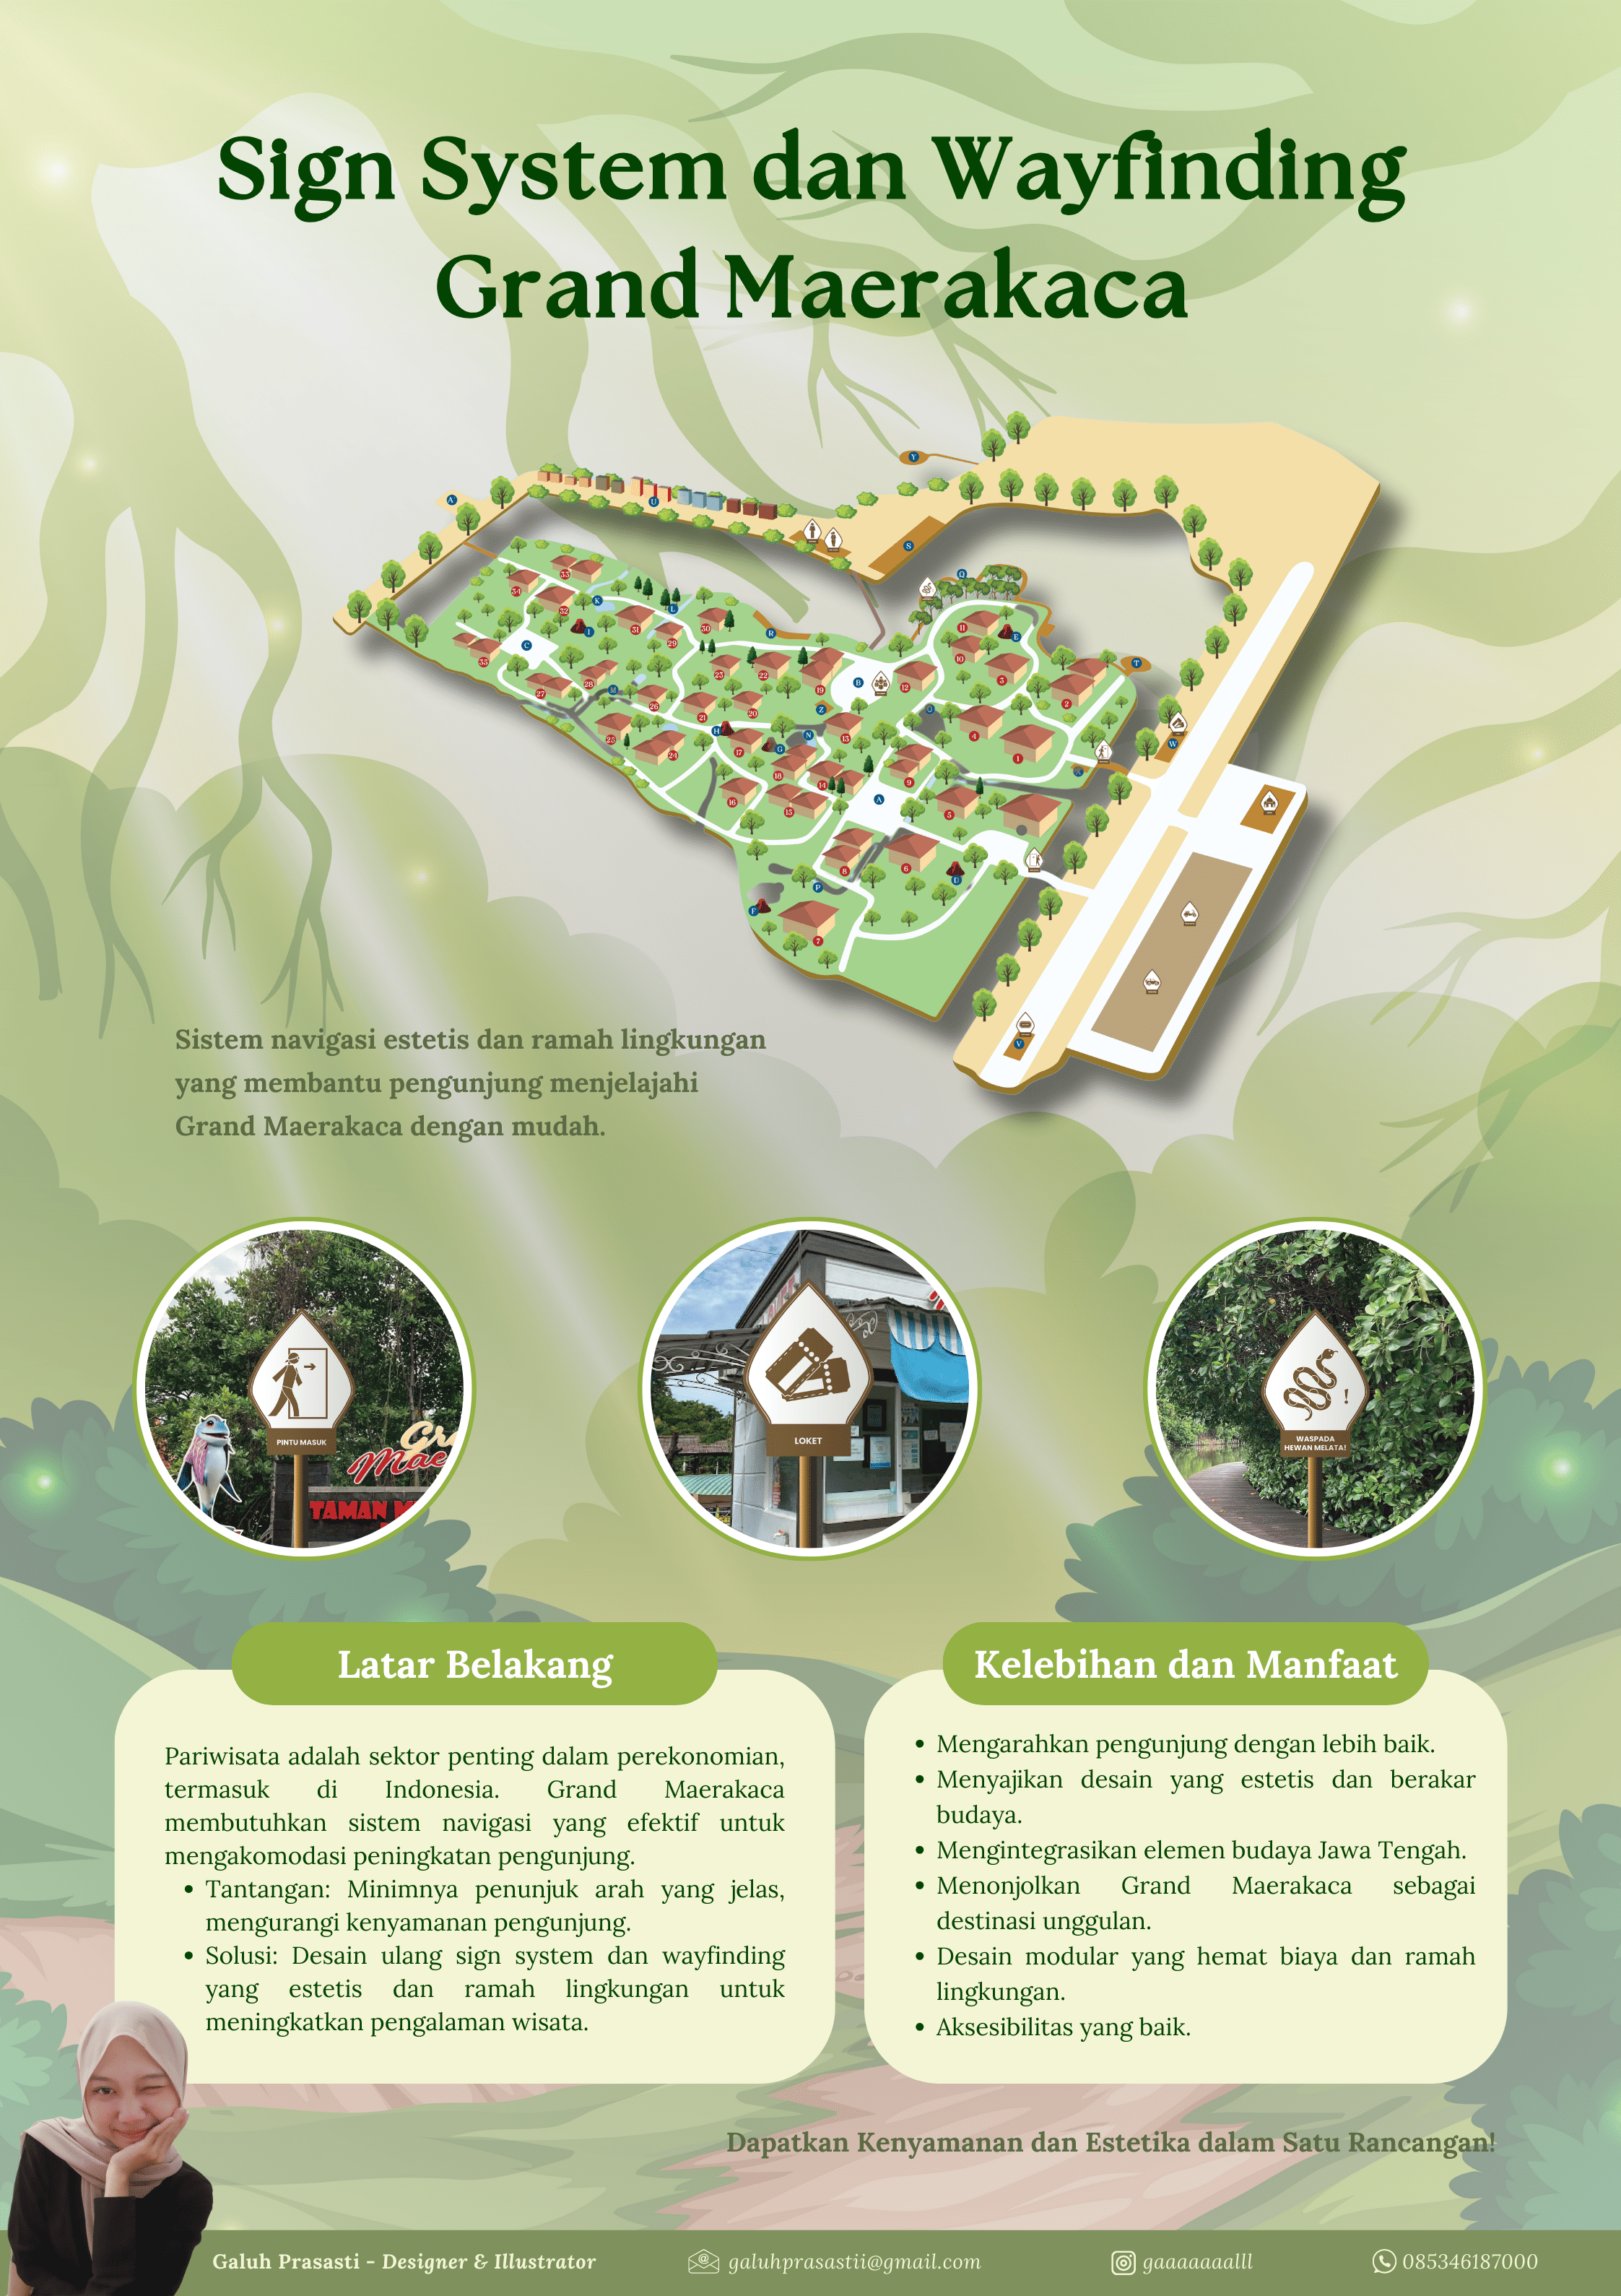 Sign System dan Wayfinding
Grand Maerakaca
Sistem navigasi estetis dan ramah lingkungan
yang membantu pengunjung menjelajahi
Grand Maerakaca dengan mudah.
PINTU MASUK
TAMAN
LOKET
WASPADA
HEWAN MELATA!
Latar Belakang
Pariwisata adalah sektor penting dalam perekonomian,
termasuk di Indonesia. Grand Maerakaca
membutuhkan sistem navigasi yang efektif untuk
mengakomodasi peningkatan pengunjung.
• Tantangan: Minimnya penunjuk arah yang jelas,
mengurangi kenyamanan pengunjung.
• Solusi: Desain ulang sign system dan wayfinding
yang estetis dan ramah lingkungan untuk
meningkatkan pengalaman wisata.
Kelebihan dan Manfaat
• Mengarahkan pengunjung dengan lebih baik.
• Menyajikan desain yang estetis dan berakar
budaya.
• Mengintegrasikan elemen budaya Jawa Tengah.
• Menonjolkan Grand Maerakaca sebagai
destinasi unggulan.
• Desain modular yang hemat biaya dan ramah
lingkungan.
• Aksesibilitas yang baik.
Dapatkan Kenyamanan dan Estetika dalam Satu Rancangan!
Galuh Prasasti - Designer & Illustrator
galuhprasastii@gmail.com
gaaaaaaalll
085346187000